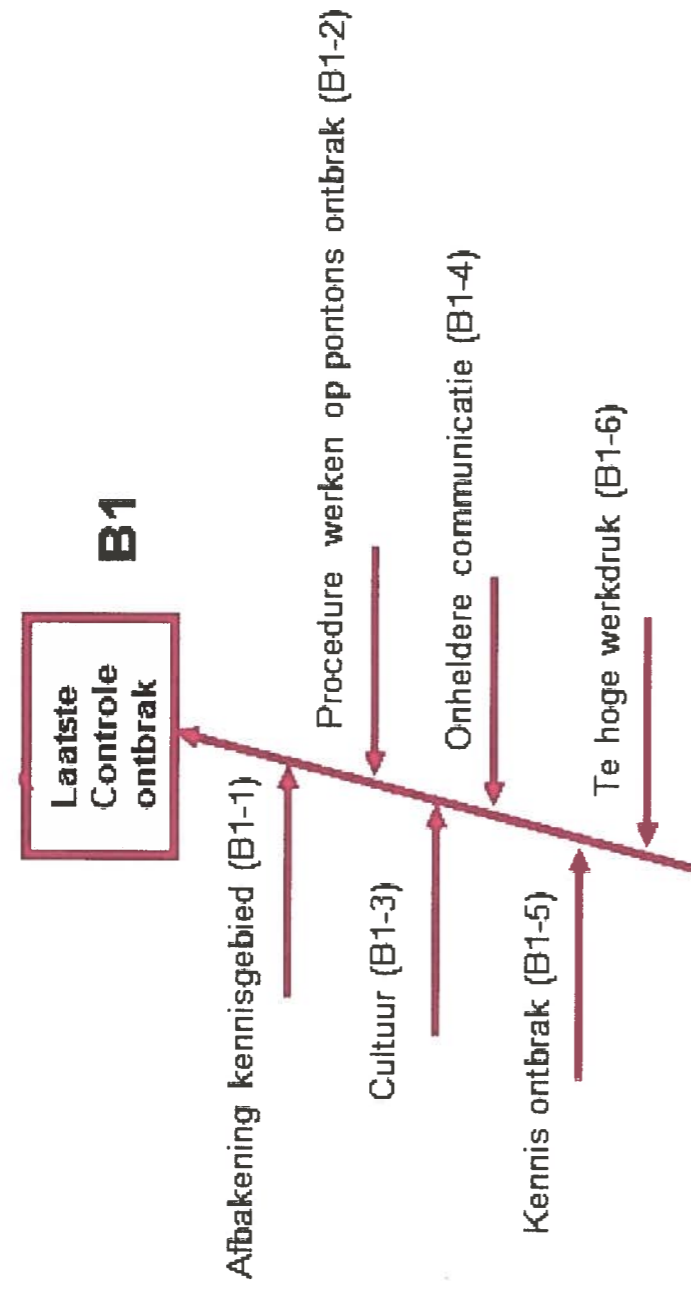 B1
Laatste
Controle
ontbrak
Afbakening kennisgebied (B1-1)
Procedure werken op pontons ontbrak (B1-2)
Cultuur (B1-3)
Onheldere communicatie (B1-4)
Kennis ontbrak (B1-5)
Te hoge werkdruk (B1-6)